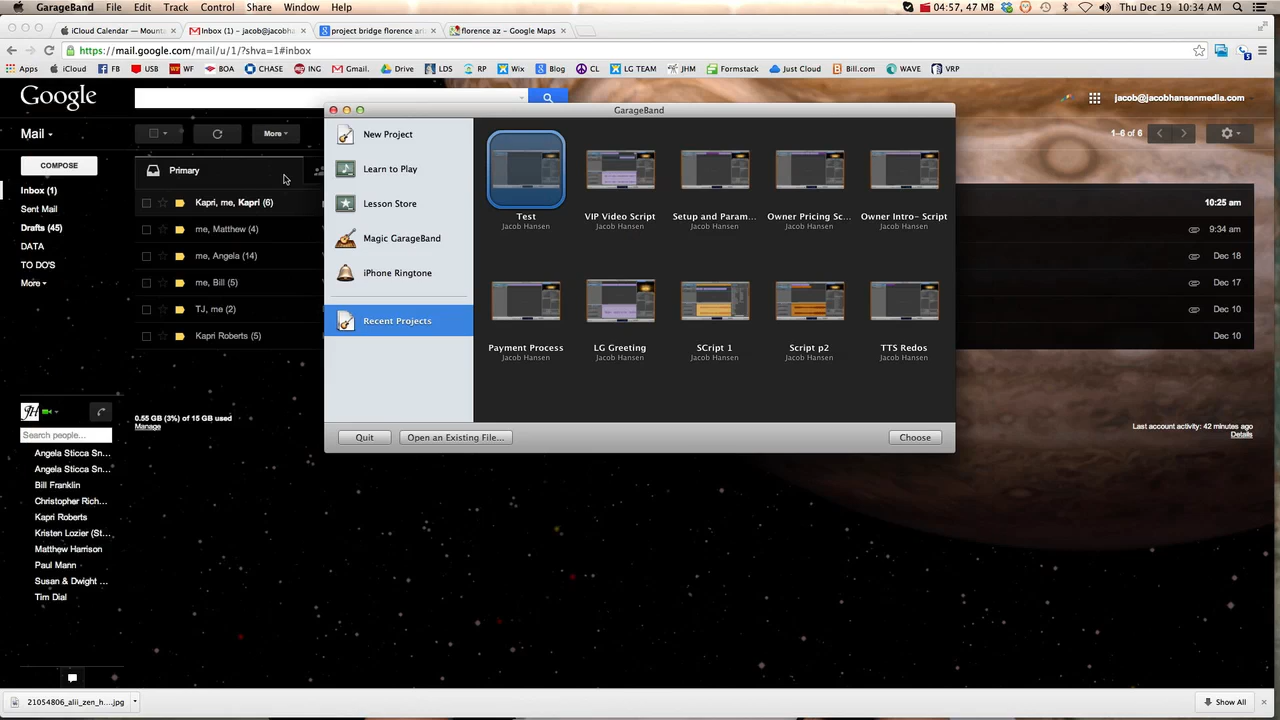 GarageBand File Edit Track Control Share Window Help
04:57, 47 MB
Thu Dec 19 10:34 AM
iCloud Calendar — Mountain
Inbox (1) - jacob@jacobha
project bridge florence ari
florence az - Google Maps
https://mail.google.com/mail/u/1/?shva=1#inbox
Apps iCloud FB USB WF BOA CHASE ING Gmail. Drive LDS RP Wix Blog CL LG TEAM JHM Formstack Just Cloud Bill.com WAVE VRP
Google
jacob@jacobhansenmedia.com
Mail
More
1–6 of 6
COMPOSE
Inbox (1)
Sent Mail
Drafts (45)
DATA
TO DO'S
More
Primary
Kapri, me, Kapri (6)
10:25 am
me, Matthew (4)
9:34 am
me, Angela (14)
Dec 18
me, Bill (5)
Dec 17
TJ, me (2)
Dec 10
Kapri Roberts (5)
Dec 10
GarageBand
New Project
Learn to Play
Lesson Store
Magic GarageBand
iPhone Ringtone
Recent Projects
Test
VIP Video Script
Setup and Param...
Owner Pricing Sc...
Owner Intro- Script
Jacob Hansen
Jacob Hansen
Jacob Hansen
Jacob Hansen
Jacob Hansen
Payment Process
LG Greeting
SCript 1
Script p2
TTS Redos
Jacob Hansen
Jacob Hansen
Jacob Hansen
Jacob Hansen
Jacob Hansen
Quit
Open an Existing File...
Choose
0.55 GB (3%) of 15 GB used
Manage
Last account activity: 42 minutes ago
Details
JH
Search people...
Angela Sticca Sn...
Angela Sticca Sn...
Bill Franklin
Christopher Rich...
Kapri Roberts
Kristen Lozier (St...
Matthew Harrison
Paul Mann
Susan & Dwight ...
Tim Dial
21054806_alii_zen_h....jpg
Show All